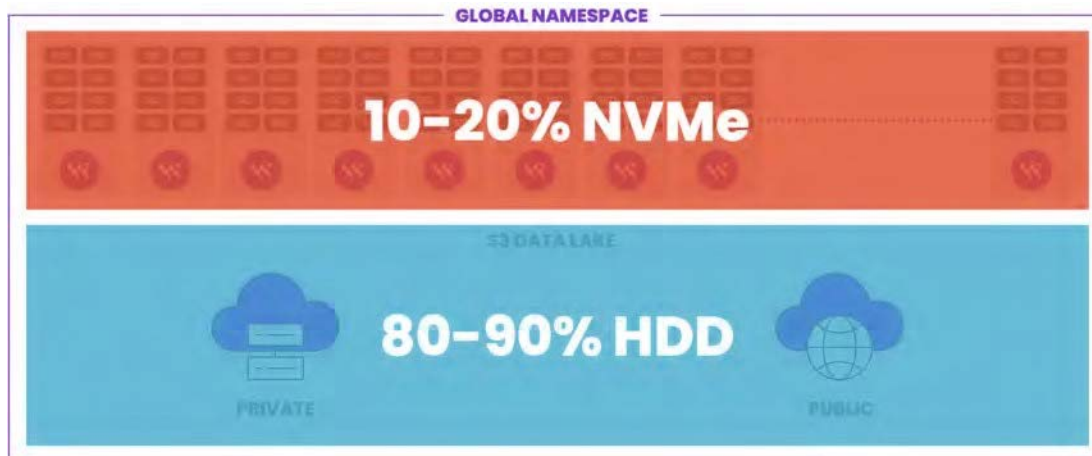 GLOBAL NAMESPACE
10-20% NVMe
S3 DATA LAKE
80-90% HDD
PRIVATE
PUBLIC